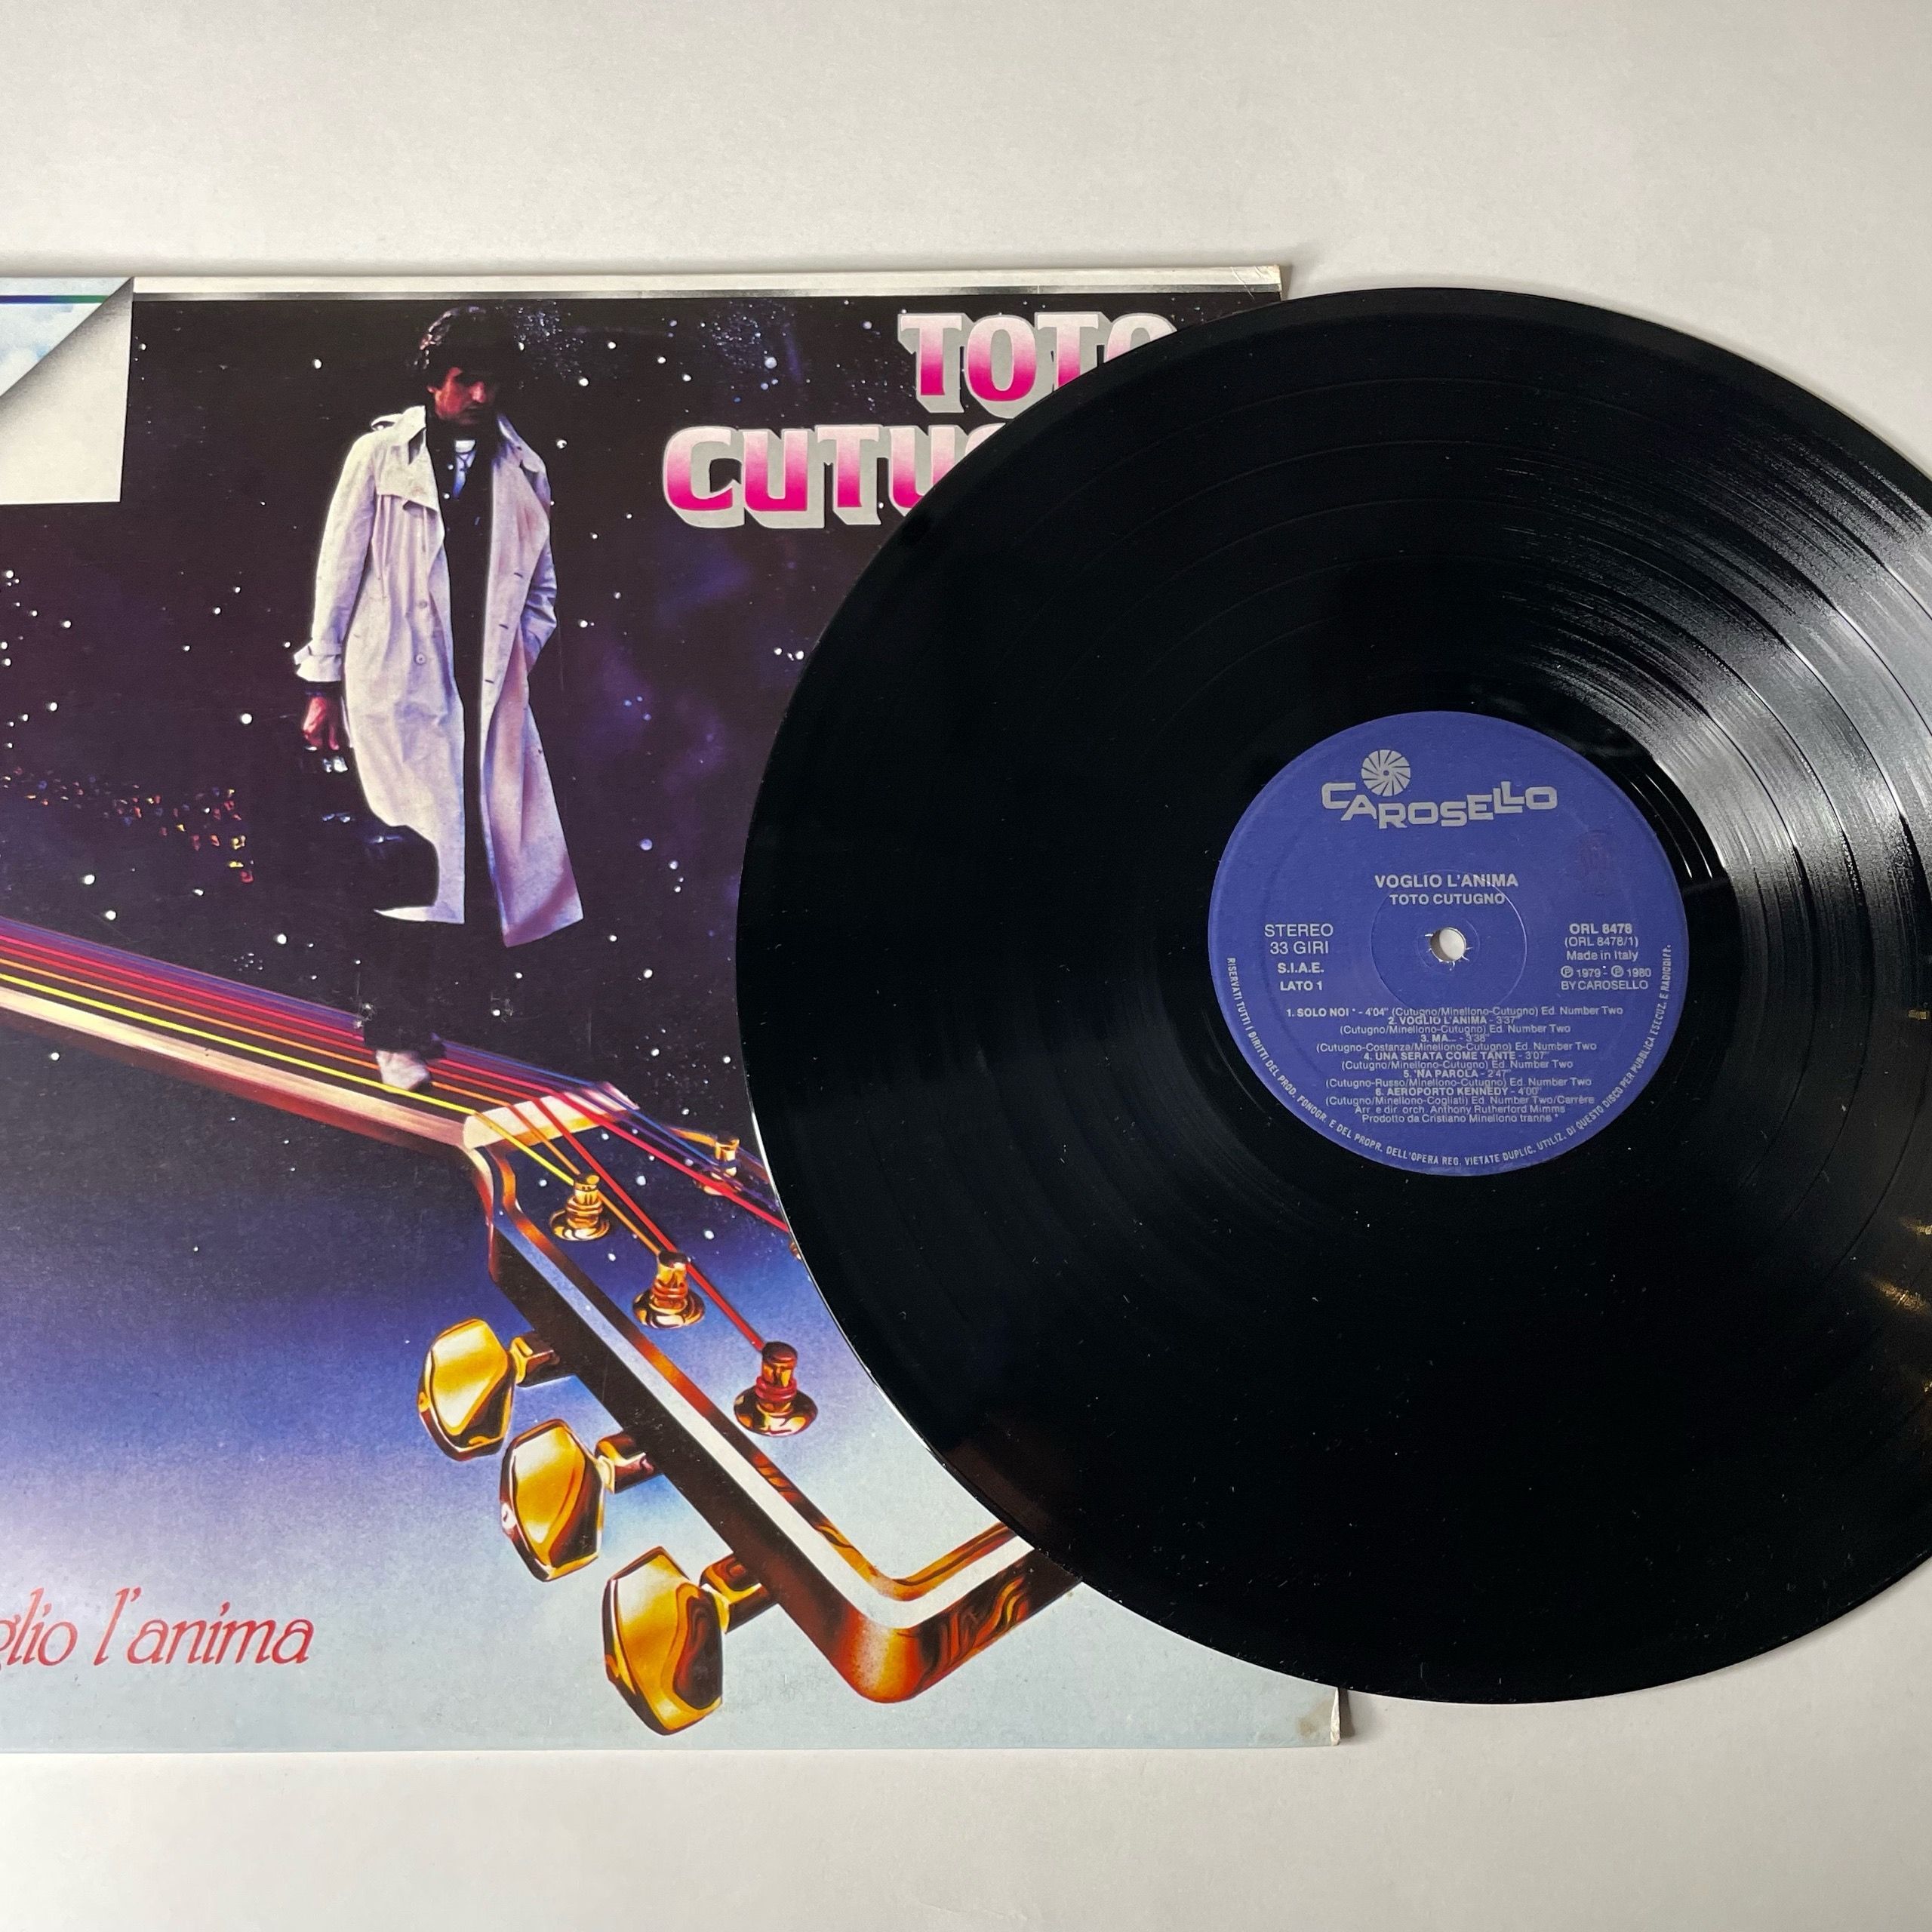 TOTO
CUTUG
glio l'anima
CAROSELLO
VOGLIO L'ANIMA
TOTO CUTUGNO
STEREO
33 GIRI
S.I.A.E.
LATO 1
ORL 8478
(ORL 8478/1)
Made in Italy
℗ 1979 - ℗ 1980
BY CAROSELLO
1. SOLO NOI * - 4'04" (Cutugno/Minellono-Cutugno) Ed. Number Two
2. VOGLIO L'ANIMA - 3'37"
(Cutugno/Minellono-Cutugno) Ed. Number Two
3. MA... - 3'38"
(Cutugno-Costanza/Minellono-Cutugno) Ed. Number Two
4. UNA SERATA COME TANTE - 3'07"
(Cutugno/Minellono-Cutugno) Ed. Number Two
5. 'NA PAROLA - 2'47"
(Cutugno-Russo/Minellono-Cutugno) Ed. Number Two
6. AEROPORTO KENNEDY - 4'00"
(Cutugno/Minellono-Cogliati) Ed. Number Two/Carrère
Arr. e dir. orch. Anthony Rutherford Mimms
Prodotto da Cristiano Minellono tranne *
RISERVATI TUTTI I DIRITTI DEL PROD. FONOGR. E DEL PROPR. DELL'OPERA REG. VIETATE DUPLIC. UTILIZ. DI QUESTO DISCO PER PUBBLICA ESECUZ. E RADIODIFF.